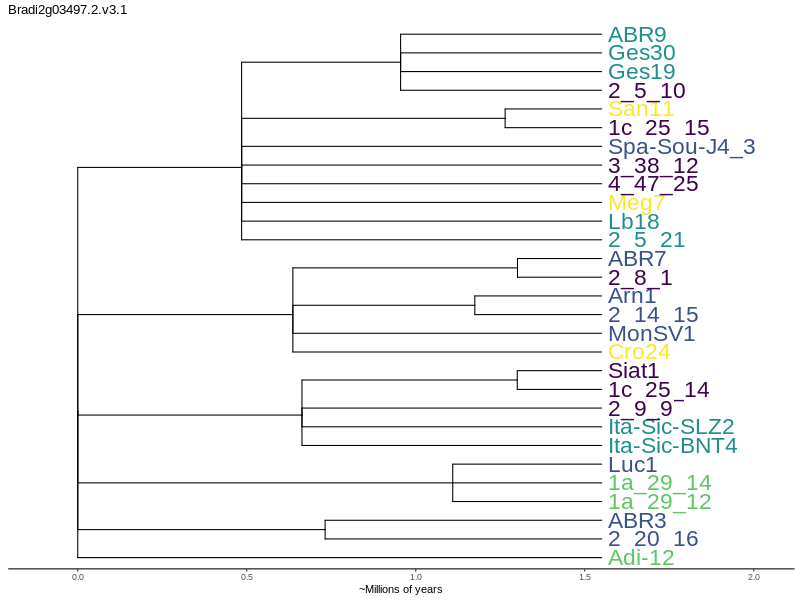 Bradi2g03497.2.v3.1
ABR9
Ges30
Ges19
2_5_10
San11
1c_25_15
Spa-Sou-J4_3
3_38_12
4_47_25
Meg7
Lb18
2_5_21
ABR7
2_8_1
Arn1
2_14_15
MonSV1
Cro24
Siat1
1c_25_14
2_9_9
Ita-Sic-SLZ2
Ita-Sic-BNT4
Luc1
1a_29_14
1a_29_12
ABR3
2_20_16
Adi-12
0.0 0.5 1.0 1.5 2.0
~Millions of years